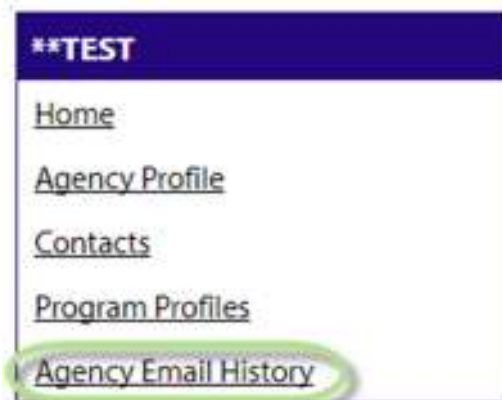 **TEST
Home
Agency Profile
Contacts
Program Profiles
Agency Email History